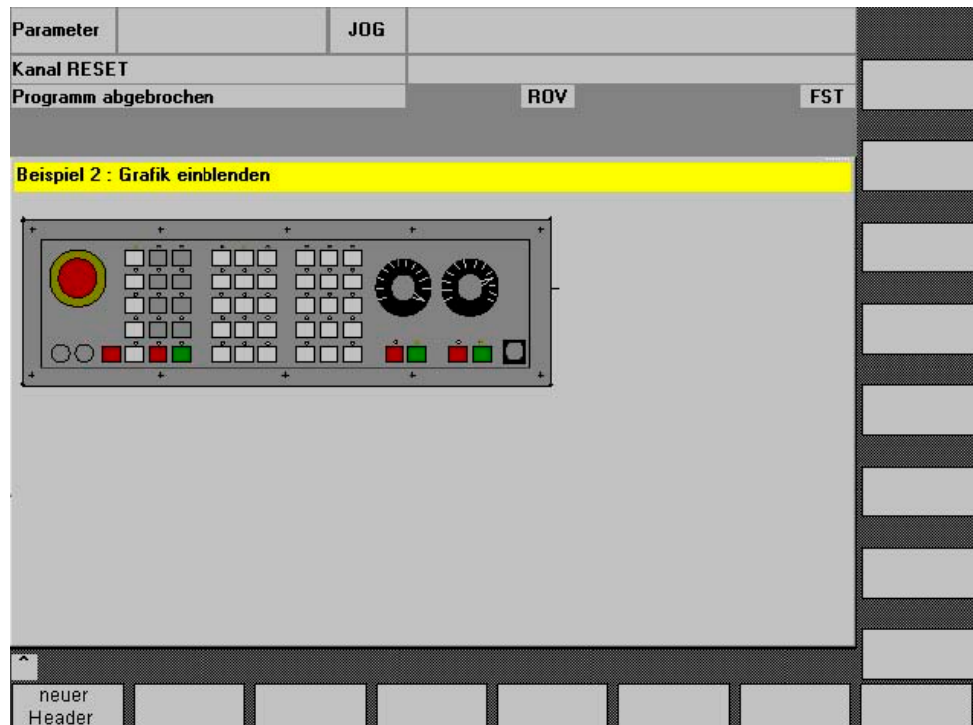 Parameter JOG
Kanal RESET
Programm abgebrochen ROV FST
Beispiel 2 : Grafik einblenden
^
neuer
Header